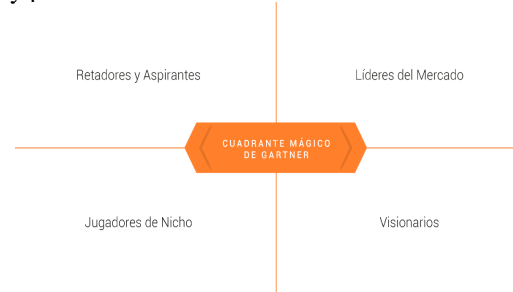 Retadores y Aspirantes
Líderes del Mercado
CUADRANTE MÁGICO
DE GARTNER
Jugadores de Nicho
Visionarios